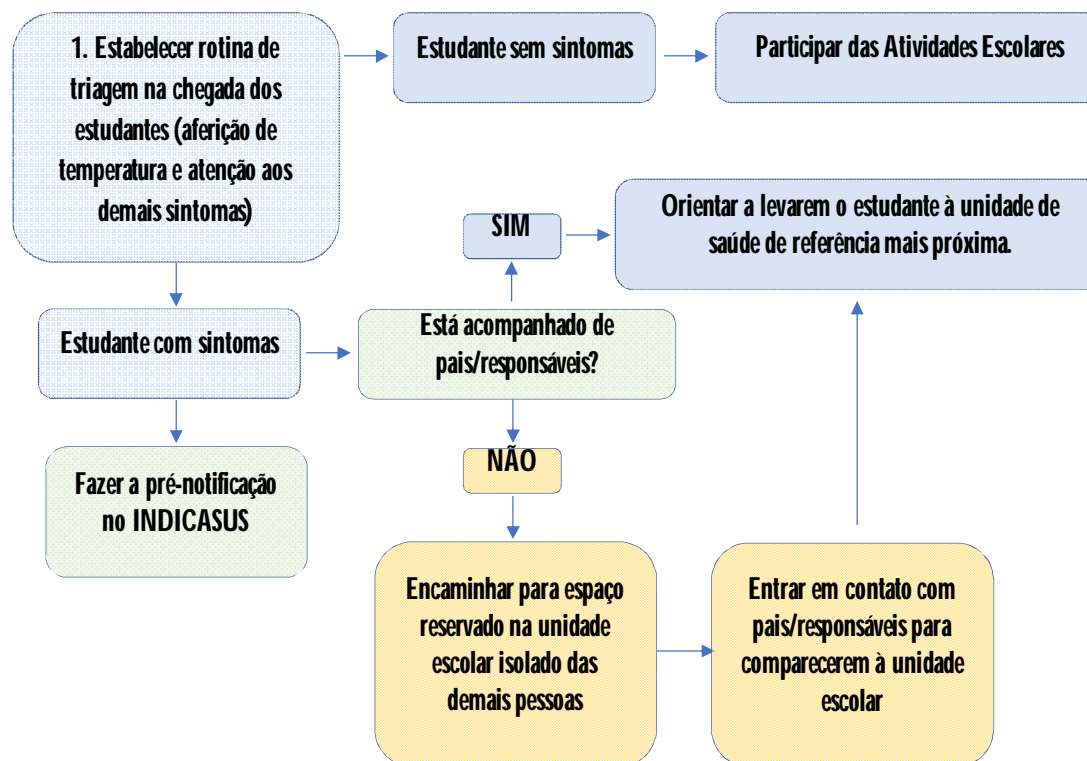 1. Estabelecer rotina de
triagem na chegada dos
estudantes (aferição de
temperatura e atenção aos
demais sintomas)
Estudante sem sintomas
Participar das Atividades Escolares
SIM
Orientar a levarem o estudante à unidade de
saúde de referência mais próxima.
Estudante com sintomas
Está acompanhado de
pais/responsáveis?
Fazer a pré-notificação
no INDICASUS
NÃO
Encaminhar para espaço
reservado na unidade
escolar isolado das
demais pessoas
Entrar em contato com
pais/responsáveis para
comparecerem à unidade
escolar